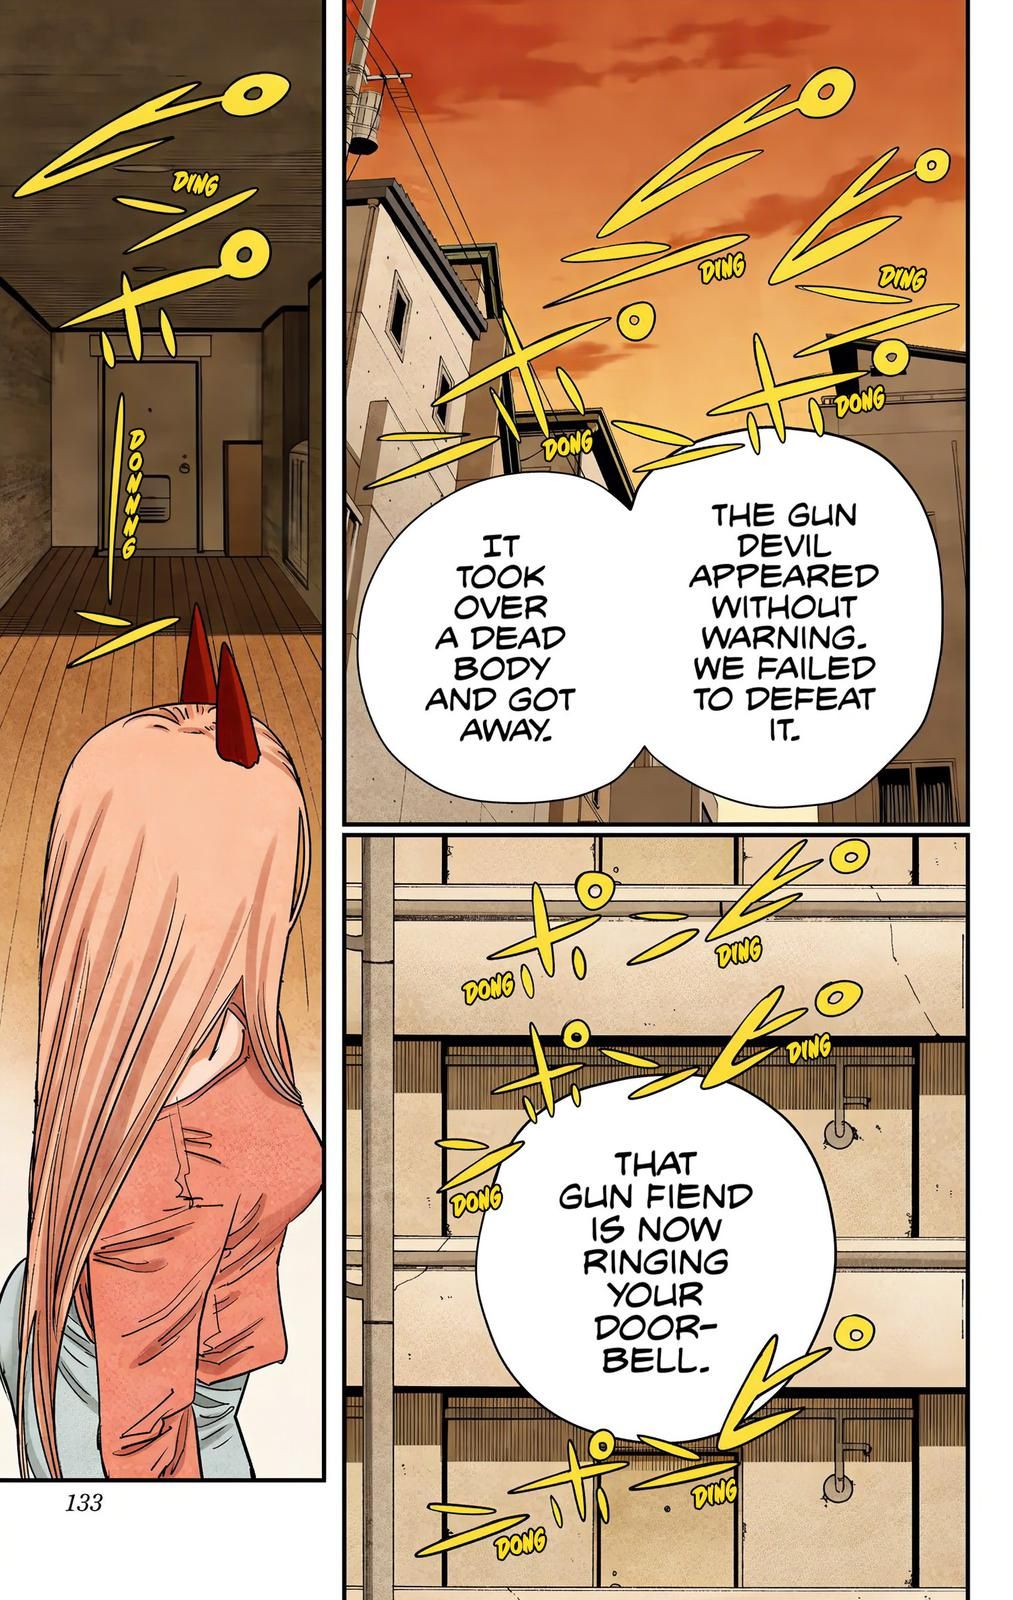 DING
DING
DONG
DONG
THE GUN
DEVIL
APPEARED
WITHOUT
WARNING.
WE FAILED
TO DEFEAT
IT.
IT
TOOK
OVER
A DEAD
BODY
AND GOT
AWAY.
DING
DONG
DING
DONG
THAT
GUN FIEND
IS NOW
RINGING
YOUR
DOOR-
BELL.
DING
DONG
DING
DONNNG
133